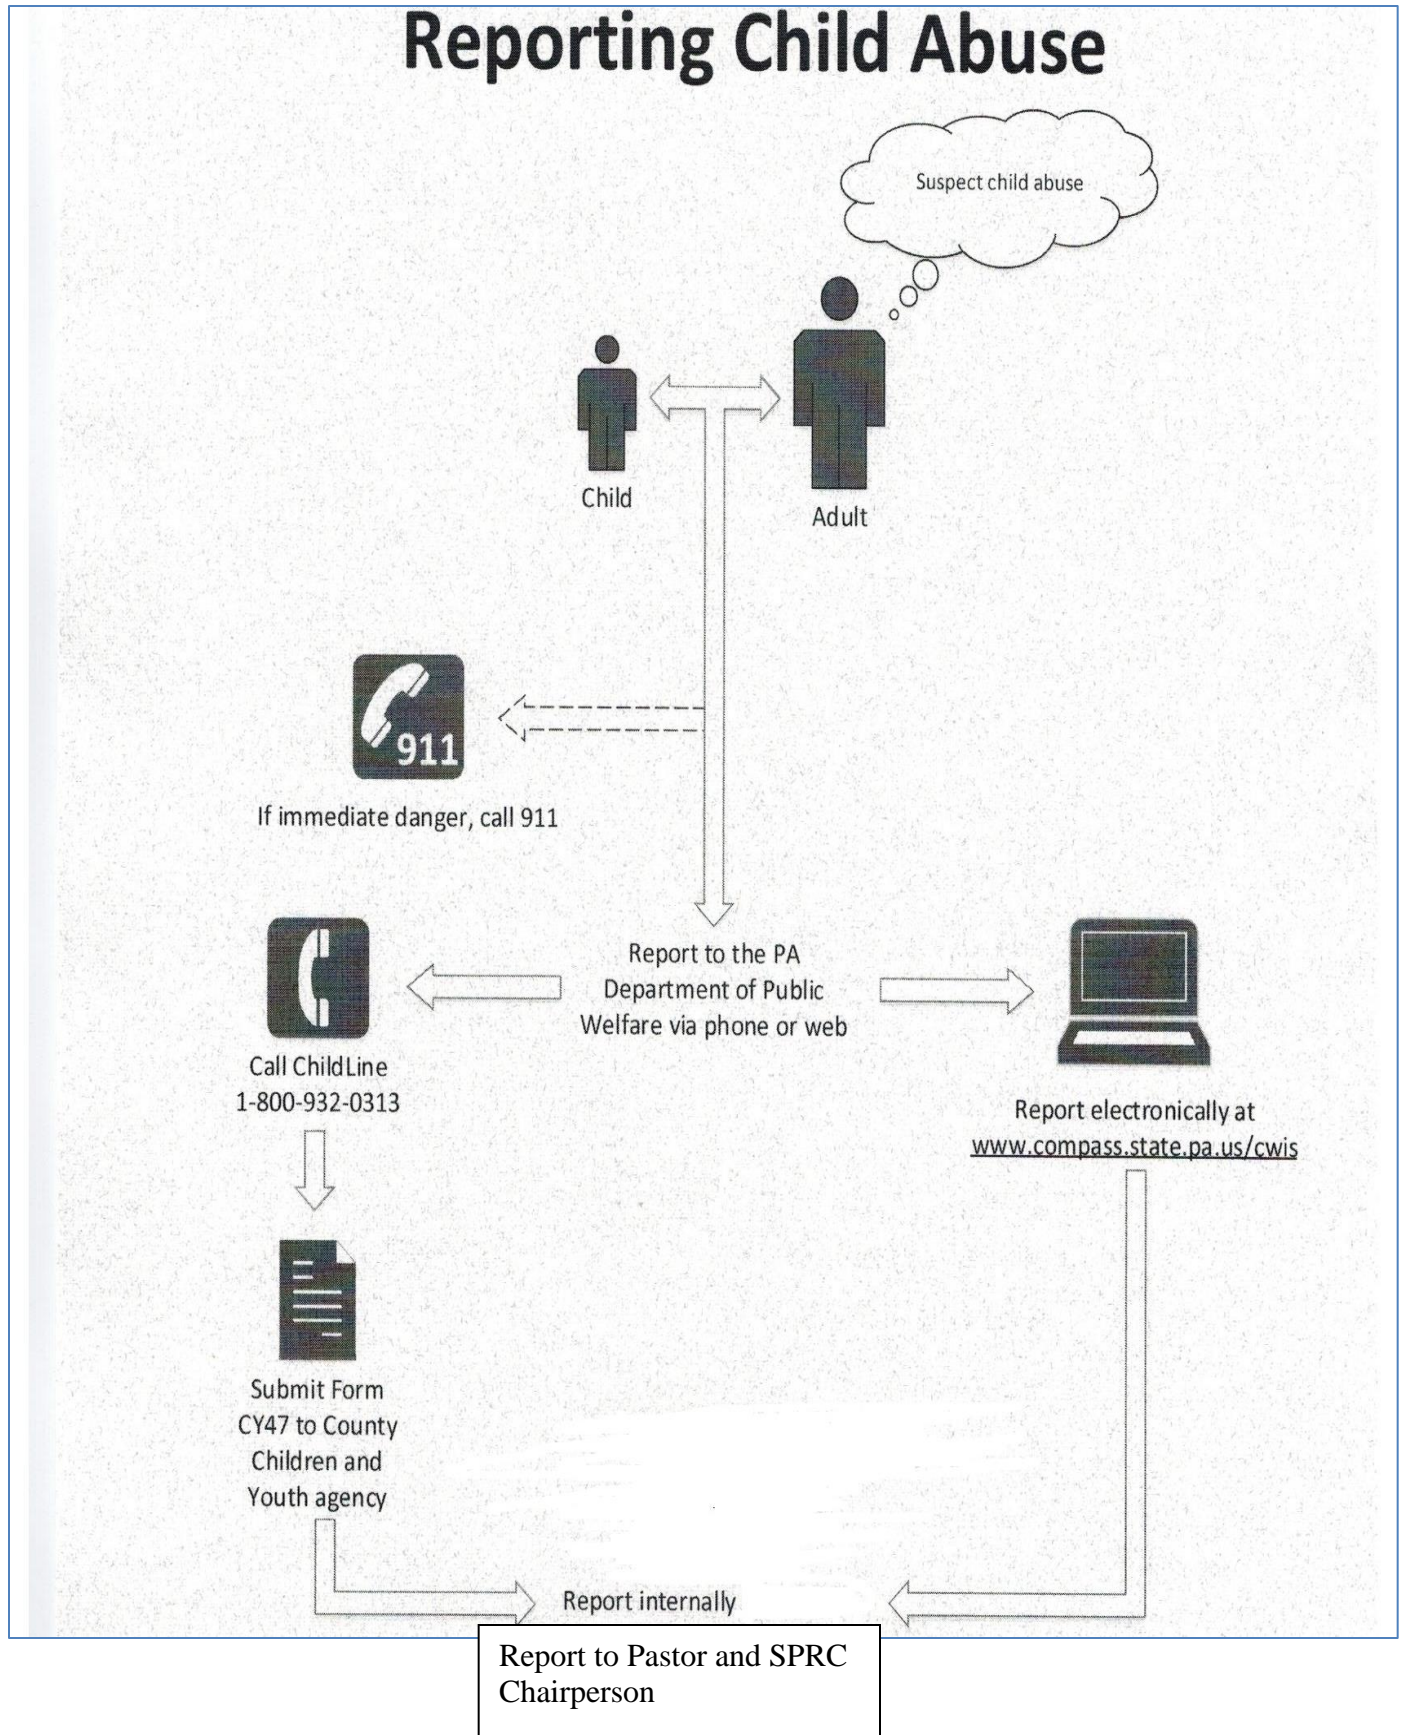 Reporting Child Abuse
Suspect child abuse
Child
Adult
911
If immediate danger, call 911
Report to the PA
Department of Public
Welfare via phone or web
Call ChildLine
1-800-932-0313
Report electronically at
www.compass.state.pa.us/cwis
Submit Form
CY47 to County
Children and
Youth agency
Report internally
Report to Pastor and SPRC
Chairperson